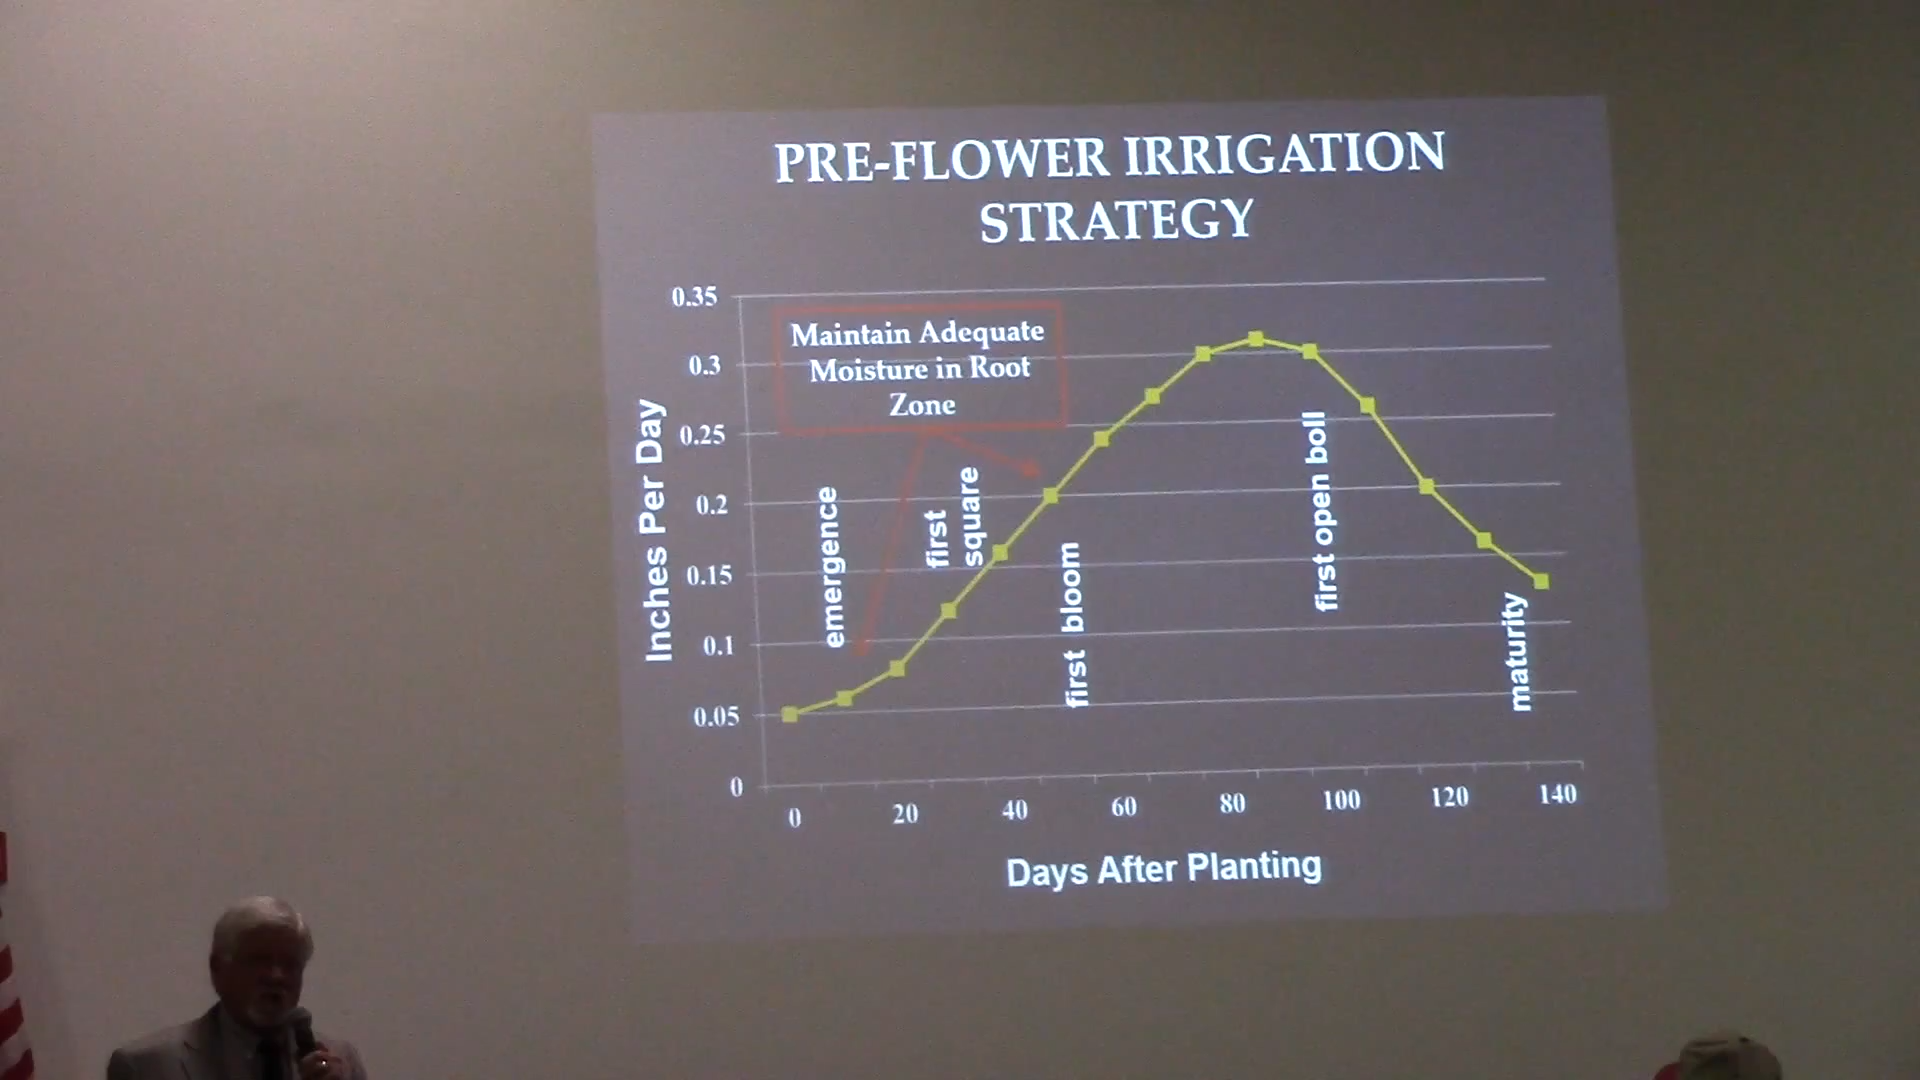 PRE-FLOWER IRRIGATION
STRATEGY
0.35
0.3
0.25
0.2
0.15
0.1
0.05
0
Inches Per Day
Maintain Adequate
Moisture in Root
Zone
emergence
first
square
first bloom
first open boll
maturity
0 20 40 60 80 100 120 140
Days After Planting